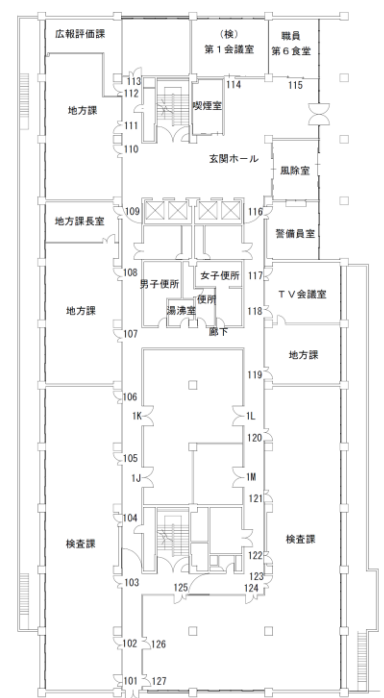 広報評価課
（検）
第１会議室
職員
第６食堂
113
112
114
115
地方課
喫煙室
111
110
玄関ホール
風除室
地方課長室
109
116
警備員室
108
男子便所
女子便所
117
ＴＶ会議室
便所
湯沸室
118
地方課
廊下
107
119
地方課
106
1K
1L
120
105
1J
1M
121
104
検査課
検査課
122
103
123
125
124
102
126
101
127